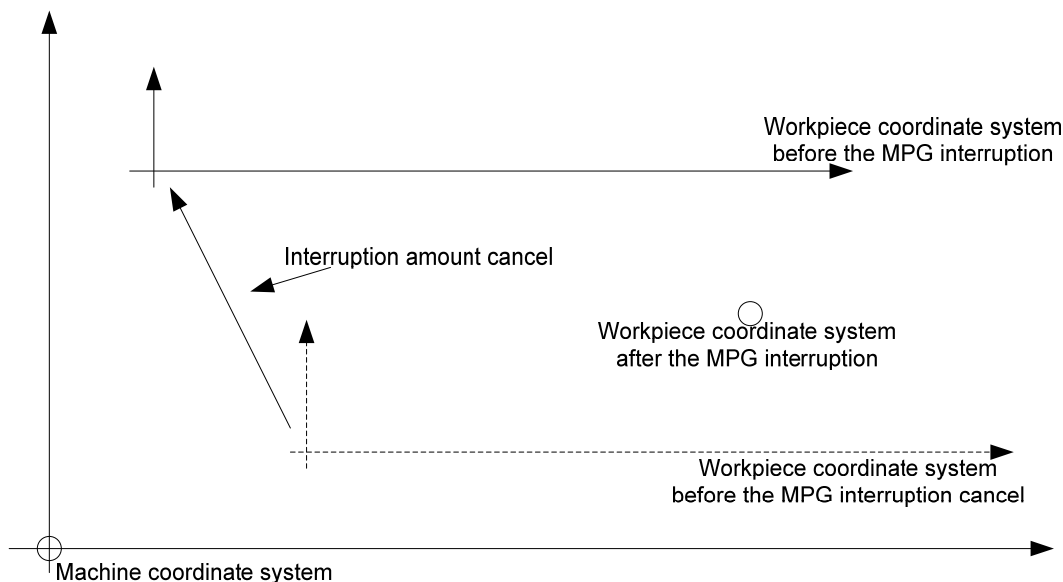 Workpiece coordinate system
before the MPG interruption
Interruption amount cancel
Workpiece coordinate system
after the MPG interruption
Workpiece coordinate system
before the MPG interruption cancel
Machine coordinate system